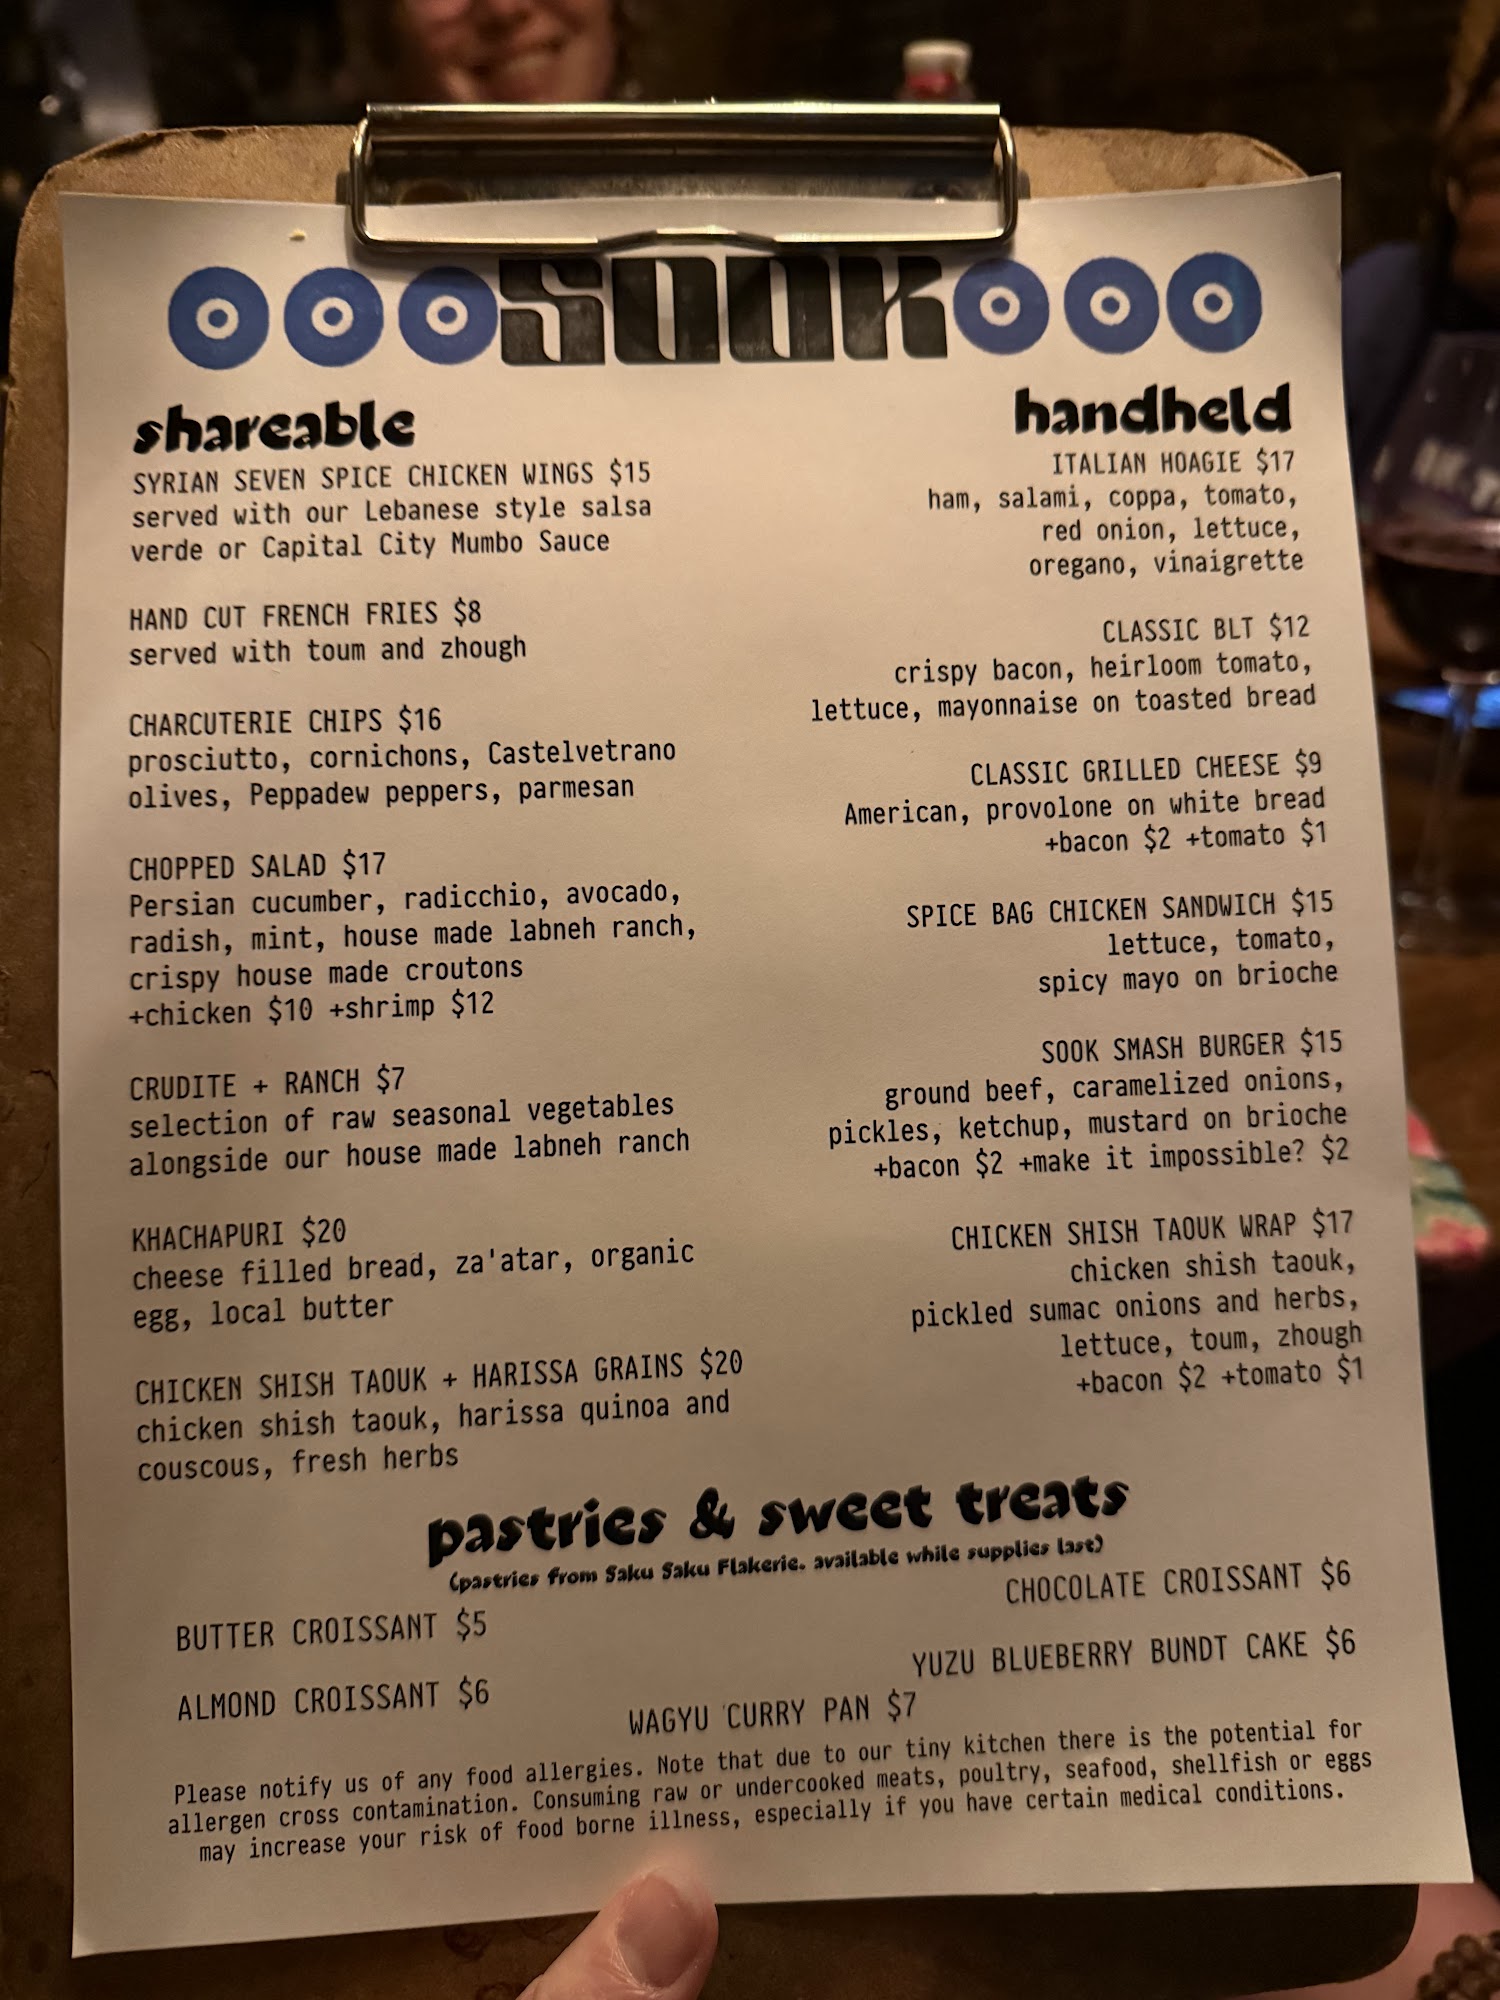 SOOK
shareable
SYRIAN SEVEN SPICE CHICKEN WINGS $15
served with our Lebanese style salsa
verde or Capital City Mumbo Sauce
HAND CUT FRENCH FRIES $8
served with toum and zhough
CHARCUTERIE CHIPS $16
prosciutto, cornichons, Castelvetrano
olives, Peppadew peppers, parmesan
CHOPPED SALAD $17
Persian cucumber, radicchio, avocado,
radish, mint, house made labneh ranch,
crispy house made croutons
+chicken $10 +shrimp $12
CRUDITE + RANCH $7
selection of raw seasonal vegetables
alongside our house made labneh ranch
KHACHAPURI $20
cheese filled bread, za'atar, organic
egg, local butter
CHICKEN SHISH TAOUK + HARISSA GRAINS $20
chicken shish taouk, harissa quinoa and
couscous, fresh herbs
handheld
ITALIAN HOAGIE $17
ham, salami, coppa, tomato,
red onion, lettuce,
oregano, vinaigrette
CLASSIC BLT $12
crispy bacon, heirloom tomato,
lettuce, mayonnaise on toasted bread
CLASSIC GRILLED CHEESE $9
American, provolone on white bread
+bacon $2 +tomato $1
SPICE BAG CHICKEN SANDWICH $15
lettuce, tomato,
spicy mayo on brioche
SOOK SMASH BURGER $15
ground beef, caramelized onions,
pickles, ketchup, mustard on brioche
+bacon $2 +make it impossible? $2
CHICKEN SHISH TAOUK WRAP $17
chicken shish taouk,
pickled sumac onions and herbs,
lettuce, toum, zhough
+bacon $2 +tomato $1
pastries & sweet treats
(pastries from Saku Saku Flakerie. available while supplies last)
BUTTER CROISSANT $5
ALMOND CROISSANT $6
CHOCOLATE CROISSANT $6
YUZU BLUEBERRY BUNDT CAKE $6
WAGYU CURRY PAN $7
Please notify us of any food allergies. Note that due to our tiny kitchen there is the potential for
allergen cross contamination. Consuming raw or undercooked meats, poultry, seafood, shellfish or eggs
may increase your risk of food borne illness, especially if you have certain medical conditions.